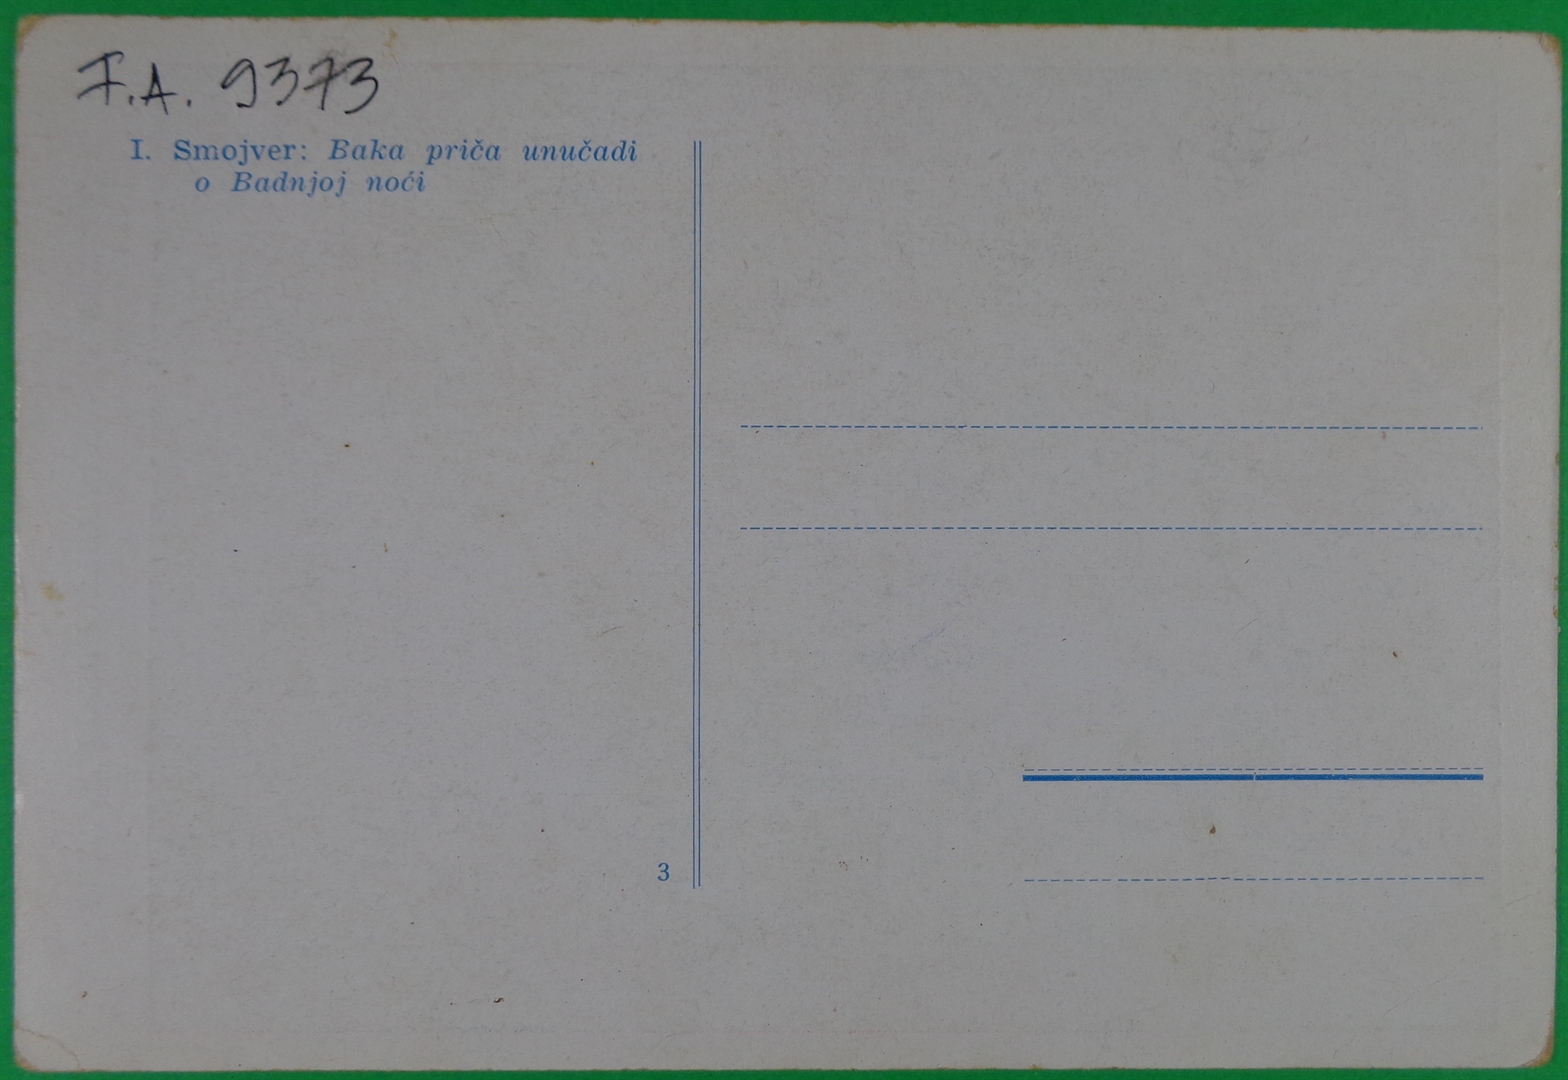 F.A. 9373
I. Smojver: Baka priča unučadi
o Badnjoj noći
3